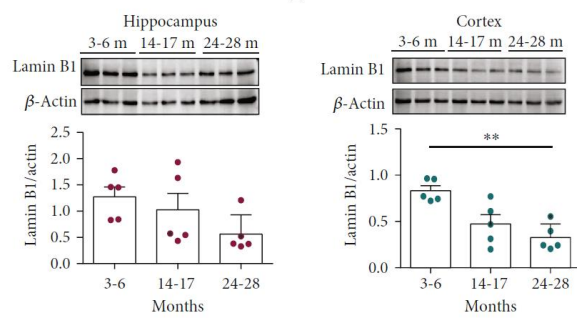 Hippocampus
3-6 m 14-17 m 24-28 m
Lamin B1
β-Actin
Lamin B1/actin
2.5
2.0
1.5
1.0
0.5
0.0
3-6 14-17 24-28
Months
Cortex
3-6 m 14-17 m 24-28 m
Lamin B1
β-Actin
Lamin B1/actin
1.5
1.0
0.5
0.0
**
3-6 14-17 24-28
Months